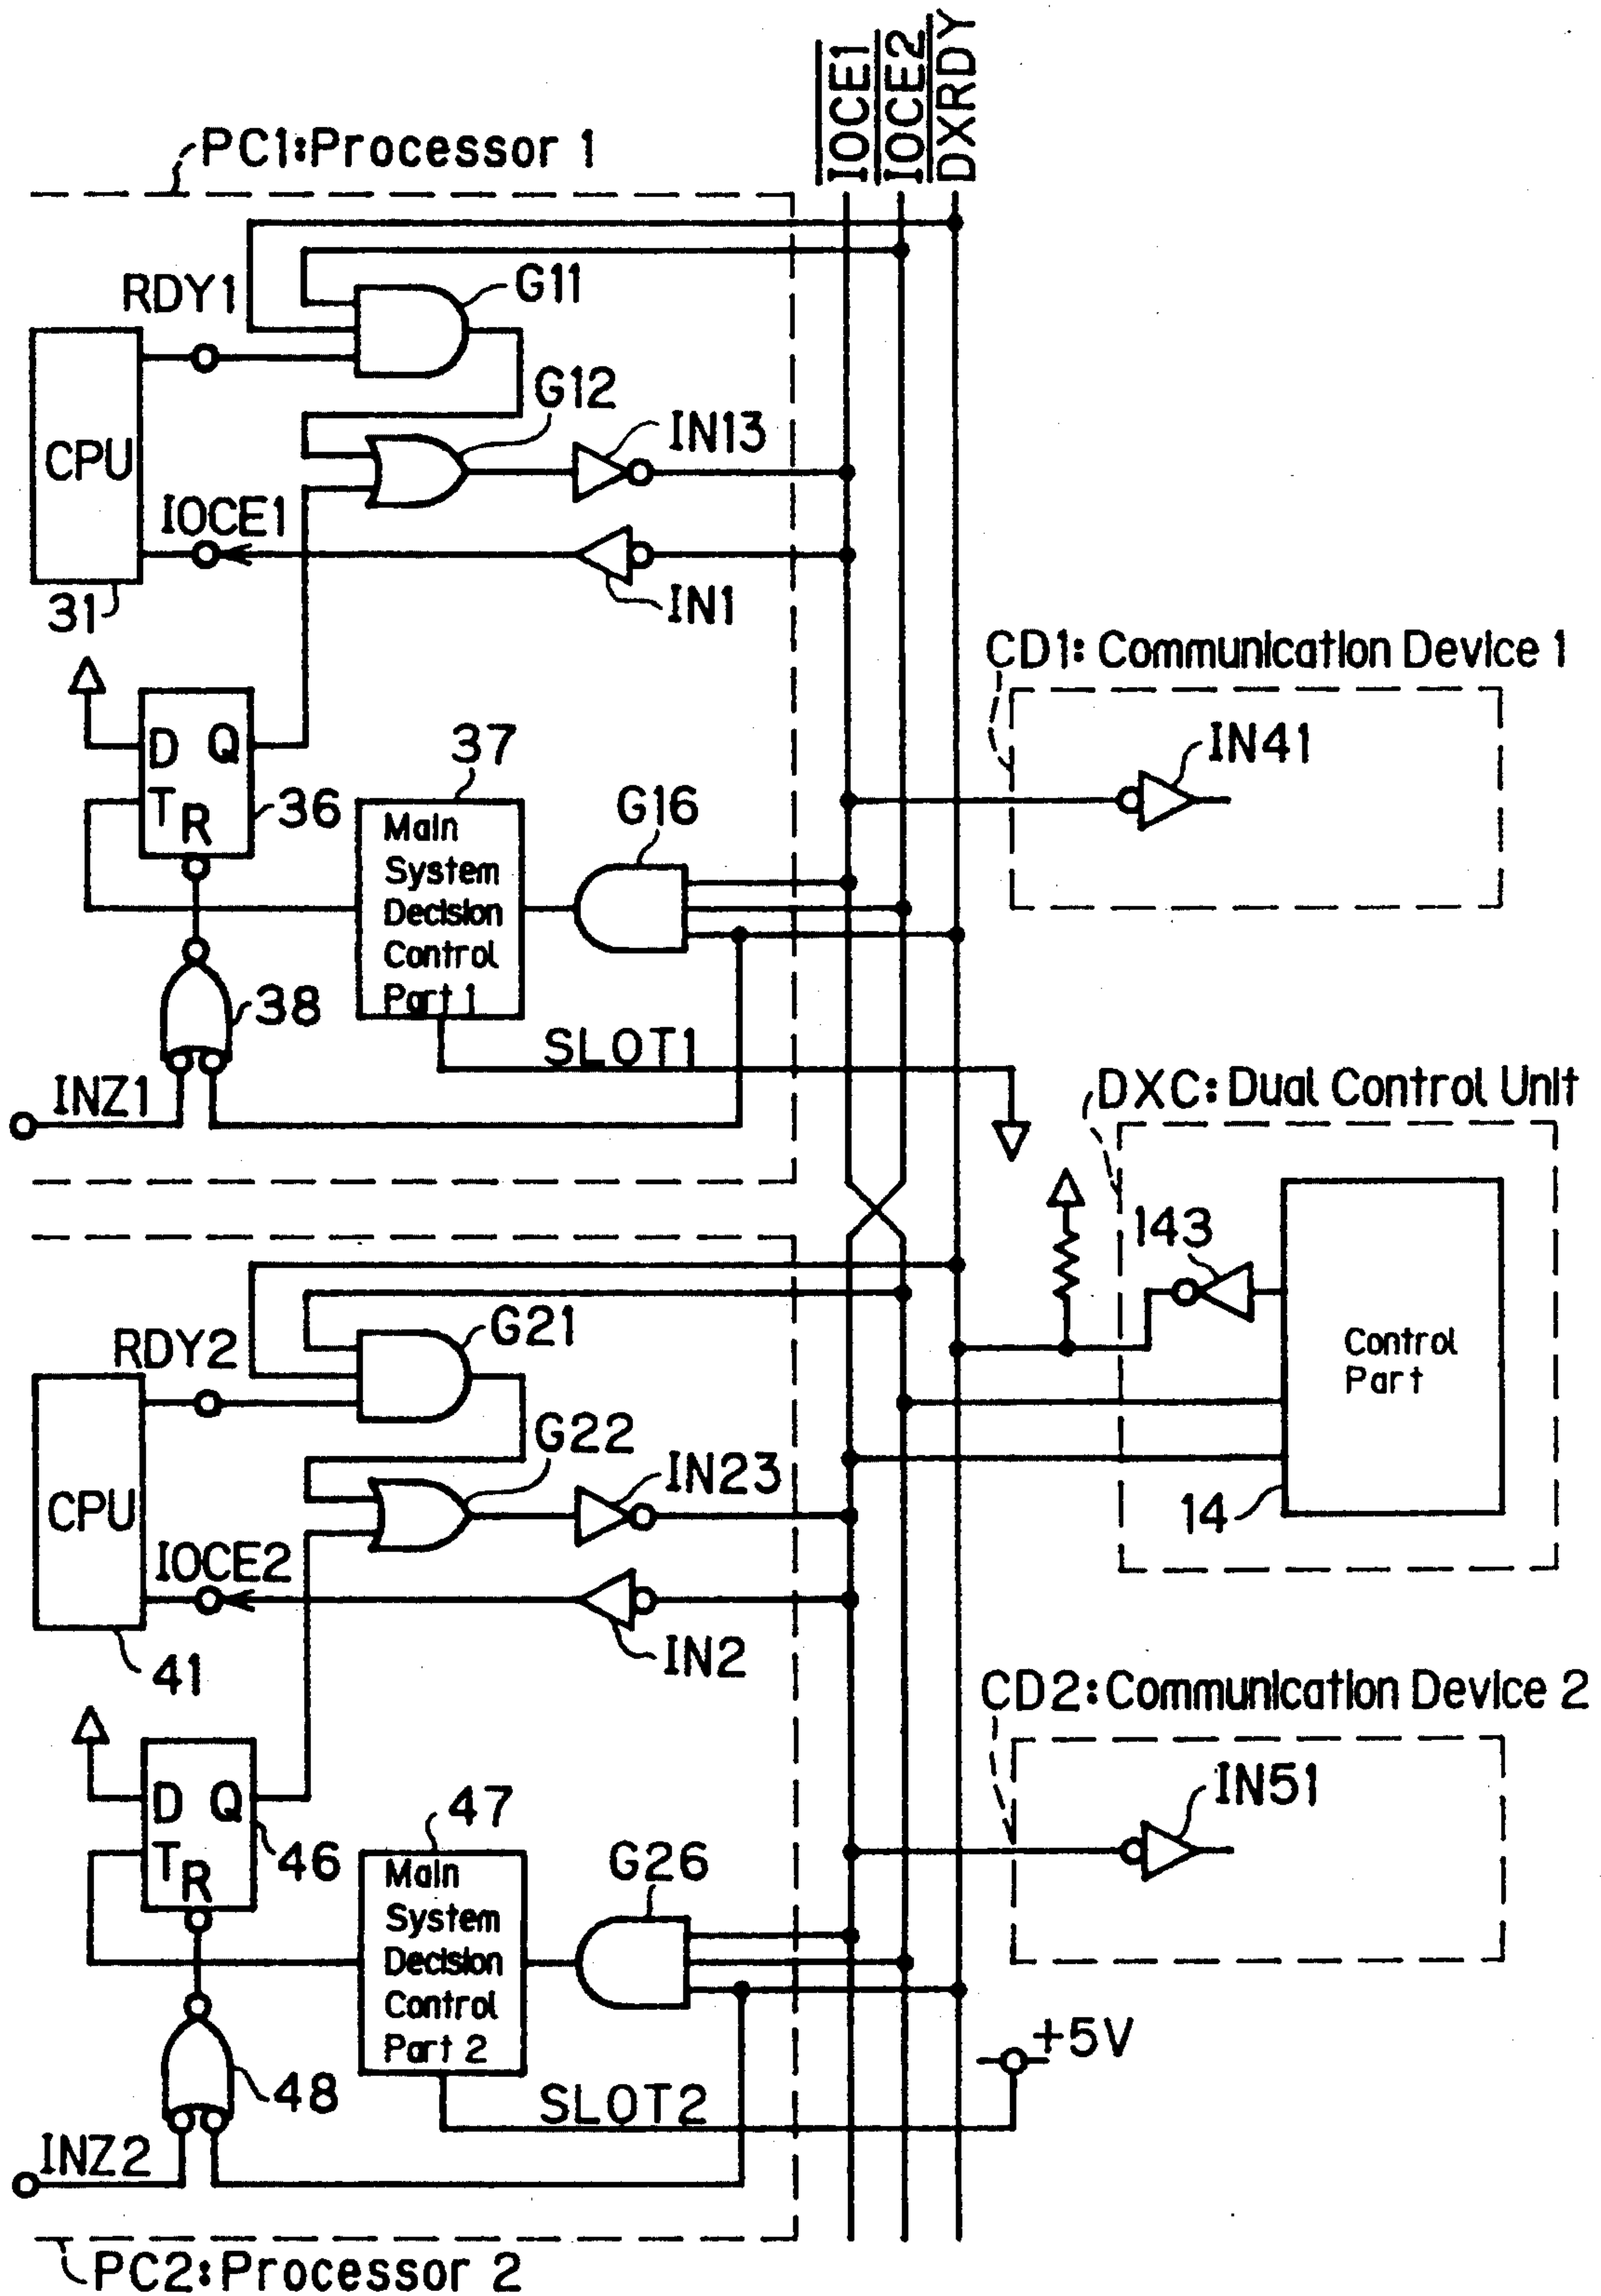 IOCE1
IOCE2
DXRDY
PC1:Processor 1
RDY1
G11
G12
IN13
CPU
IOCE1
31
IN1
CD1: Communication Device 1
IN41
D Q
T
R
36
37
Main
System
Decision
Control
Part 1
G16
38
SLOT1
INZ1
DXC: Dual Control Unit
143
Control
Part
14
RDY2
G21
G22
IN23
CPU
IOCE2
41
IN2
CD2:Communication Device 2
IN51
D Q
T
R
46
47
Main
System
Decision
Control
Part 2
G26
+5V
48
SLOT2
INZ2
PC2:Processor 2